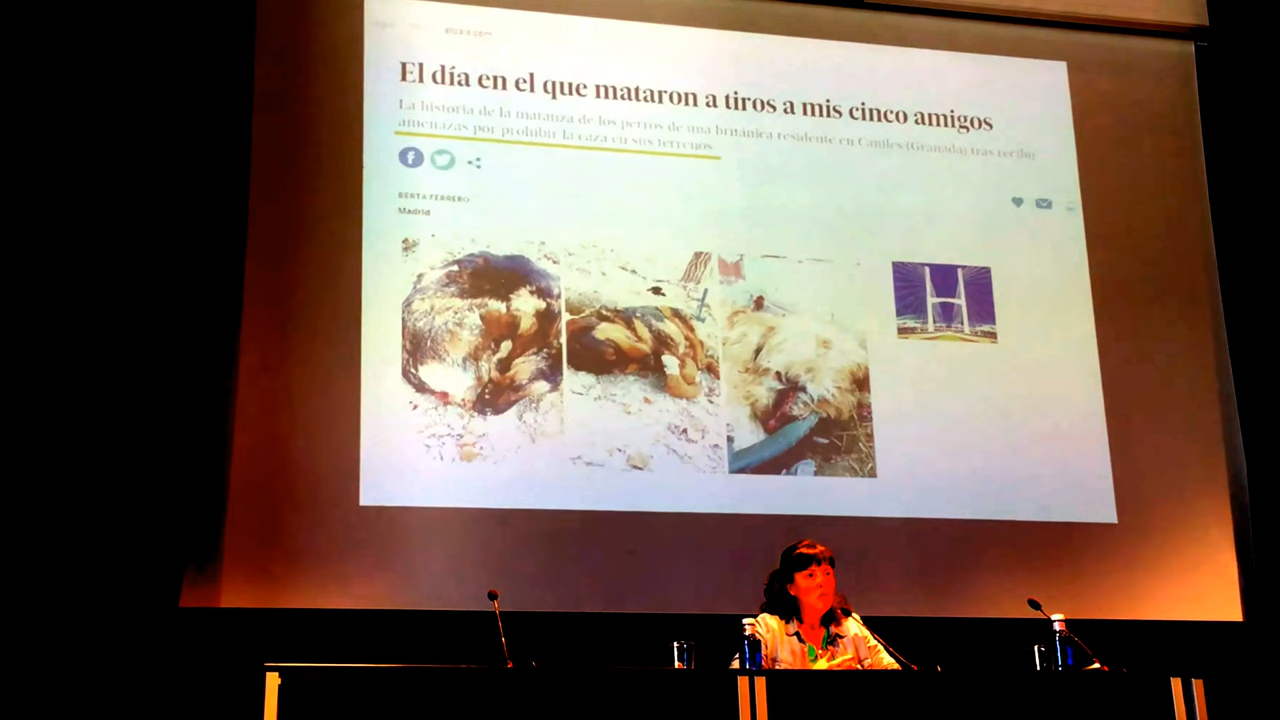 El día en el que mataron a tiros a mis cinco amigos
La historia de la matanza de los perros de una británica residente en Caniles (Granada) tras recibir
amenazas por prohibir la caza en sus terrenos
f
BERTA FERRERO
Madrid